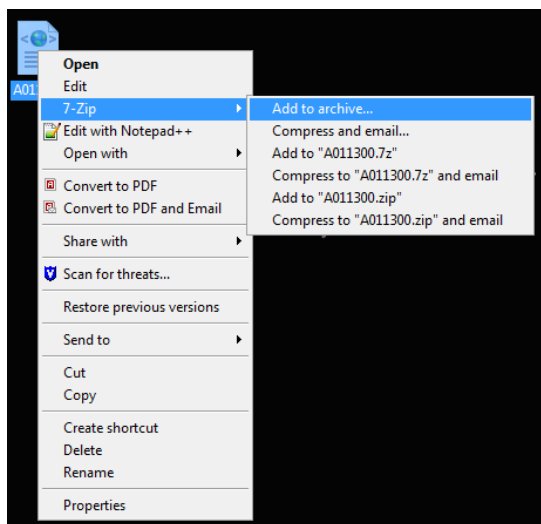 A01
Open
Edit
7-Zip
Edit with Notepad++
Open with
Convert to PDF
Convert to PDF and Email
Share with
Scan for threats...
Restore previous versions
Send to
Cut
Copy
Create shortcut
Delete
Rename
Properties
Add to archive...
Compress and email...
Add to "A011300.7z"
Compress to "A011300.7z" and email
Add to "A011300.zip"
Compress to "A011300.zip" and email